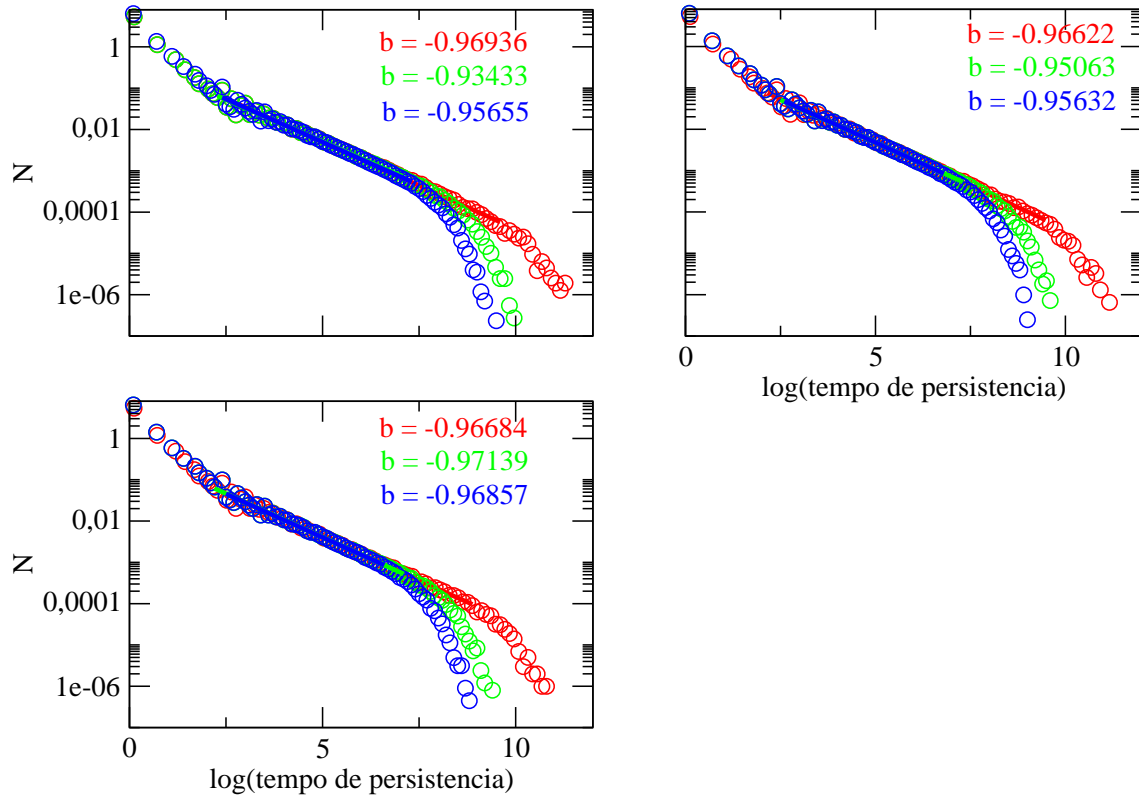 b = -0.96936
b = -0.93433
b = -0.95655
1
0,01
0,0001
1e-06
N
b = -0.96622
b = -0.95063
b = -0.95632
0
5
10
log(tempo de persistencia)
b = -0.96684
b = -0.97139
b = -0.96857
1
0,01
0,0001
1e-06
N
0
5
10
log(tempo de persistencia)